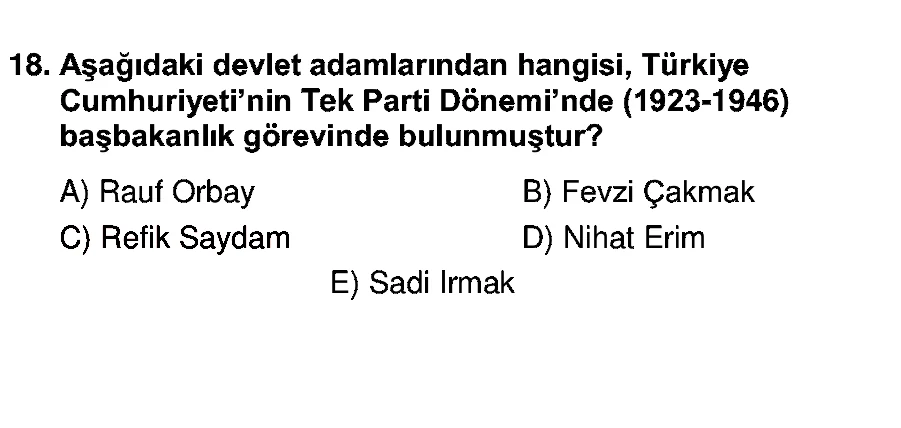 18. Aşağıdaki devlet adamlarından hangisi, Türkiye
Cumhuriyeti’nin Tek Parti Dönemi’nde (1923-1946)
başbakanlık görevinde bulunmuştur?
A) Rauf Orbay B) Fevzi Çakmak
C) Refik Saydam D) Nihat Erim
E) Sadi Irmak